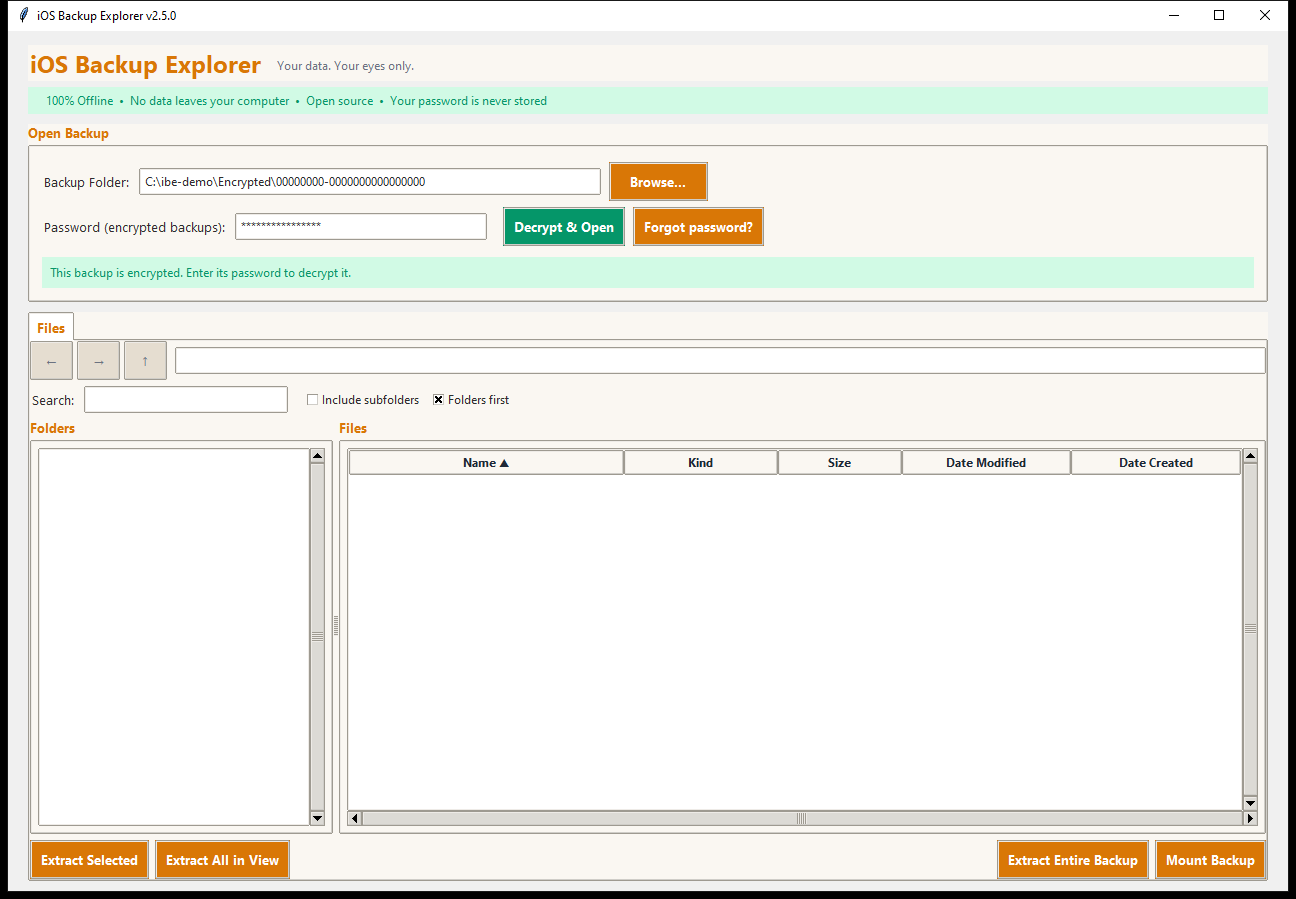 iOS Backup Explorer v2.5.0
iOS Backup Explorer Your data. Your eyes only.
100% Offline • No data leaves your computer • Open source • Your password is never stored
Open Backup
Backup Folder: C:\ibe-demo\Encrypted\00000000-0000000000000000 Browse...
Password (encrypted backups): **************** Decrypt & Open Forgot password?
This backup is encrypted. Enter its password to decrypt it.
Files
← → ↑
Search: Include subfolders Folders first
Folders Files
Name ▲ Kind Size Date Modified Date Created
Extract Selected Extract All in View Extract Entire Backup Mount Backup